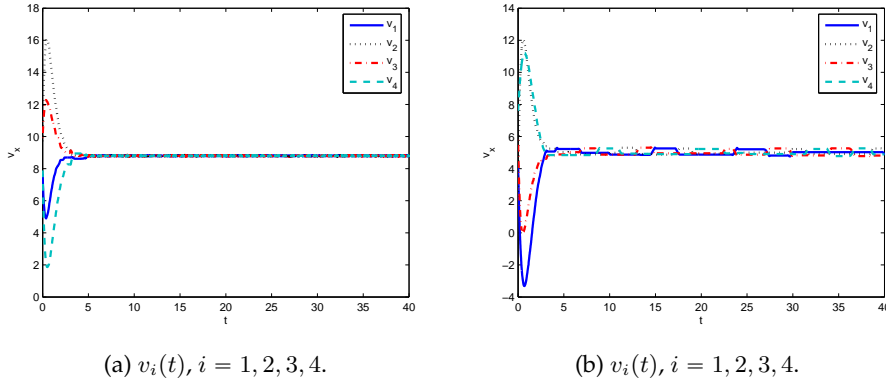 18
16
14
12
10
8
6
4
2
0
v_x
0 5 10 15 20 25 30 35 40
t
v_1
v_2
v_3
v_4
(a) v_i(t), i = 1, 2, 3, 4.
14
12
10
8
6
4
2
0
−2
−4
v_x
0 5 10 15 20 25 30 35 40
t
v_1
v_2
v_3
v_4
(b) v_i(t), i = 1, 2, 3, 4.